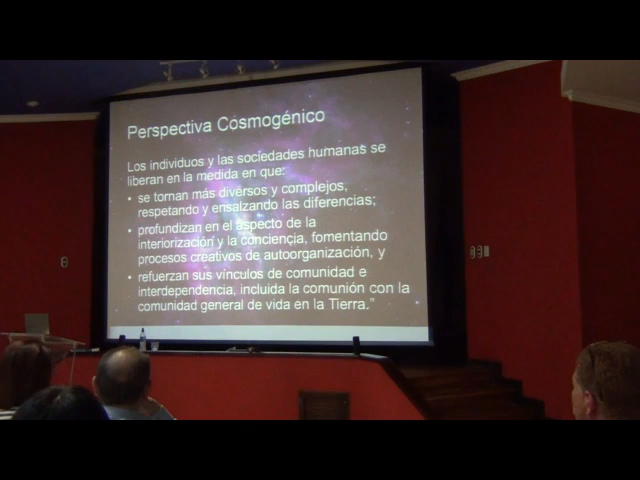 Perspectiva Cosmogénico
Los individuos y las sociedades humanas se
liberan en la medida en que:
• se tornan más diversos y complejos,
respetando y ensalzando las diferencias;
• profundizan en el aspecto de la
interiorización y la conciencia, fomentando
procesos creativos de autoorganización, y
• refuerzan sus vínculos de comunidad e
interdependencia, incluida la comunión con la
comunidad general de vida en la Tierra.”